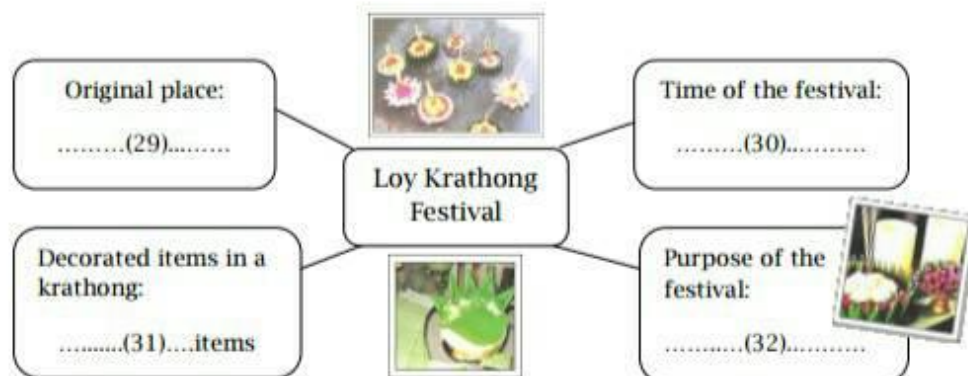 Original place:
.........(29).........
Time of the festival:
.........(30)...........
Loy Krathong
Festival
Decorated items in a
krathong:
..........(31)....items
Purpose of the
festival:
...........(32)...........